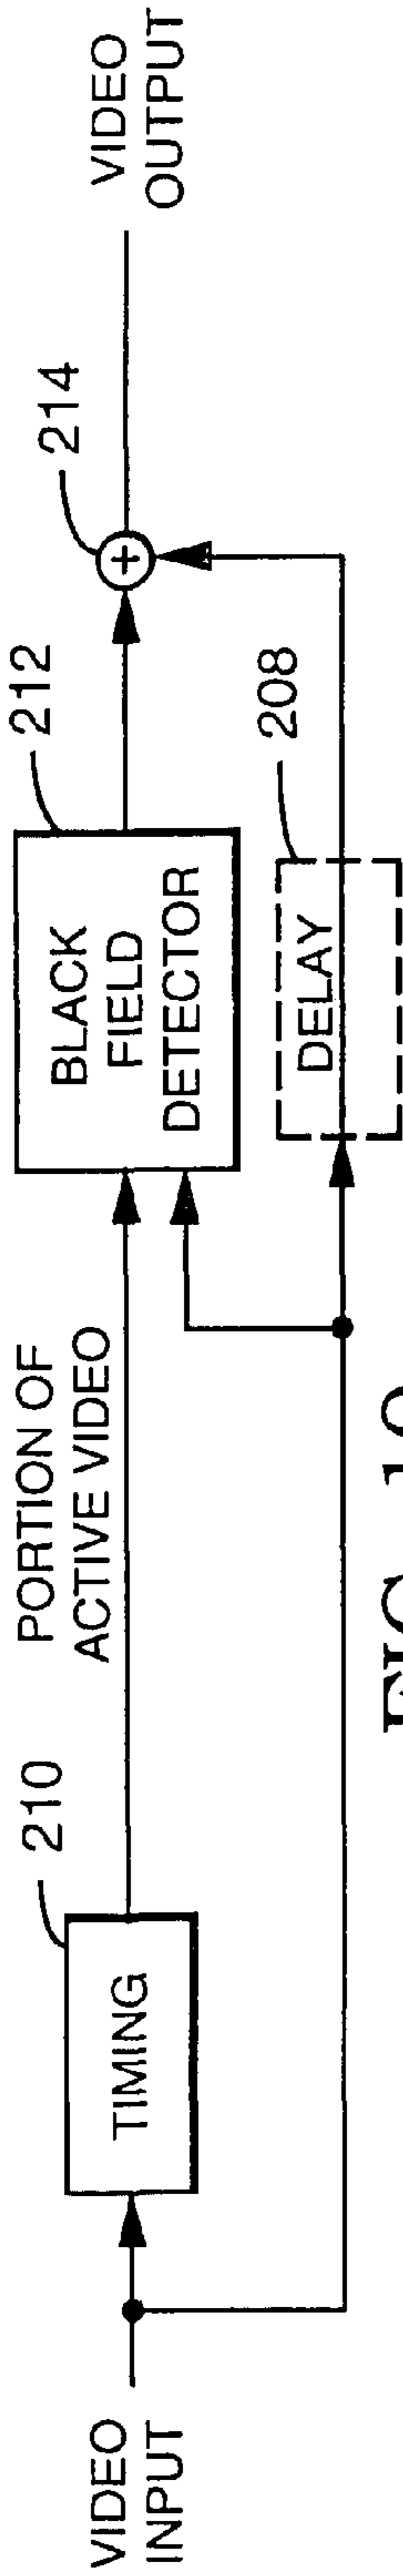 VIDEO
INPUT
TIMING
210
PORTION OF
ACTIVE VIDEO
BLACK
FIELD
DETECTOR
212
214
+
VIDEO
OUTPUT
DELAY
208